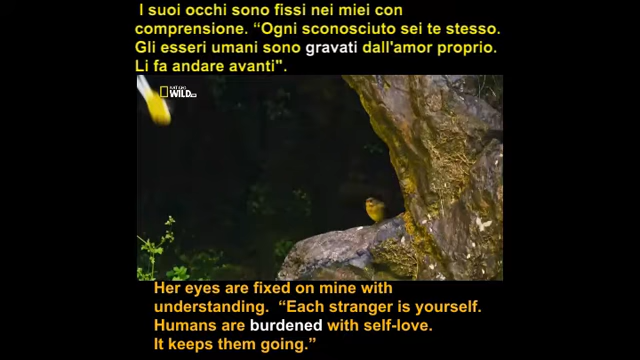 I suoi occhi sono fissi nei miei con
comprensione. “Ogni sconosciuto sei te stesso.
Gli esseri umani sono gravati dall'amor proprio.
Li fa andare avanti".
NAT GEO
WILD
Her eyes are fixed on mine with
understanding.  “Each stranger is yourself.
Humans are burdened with self-love.
It keeps them going.”